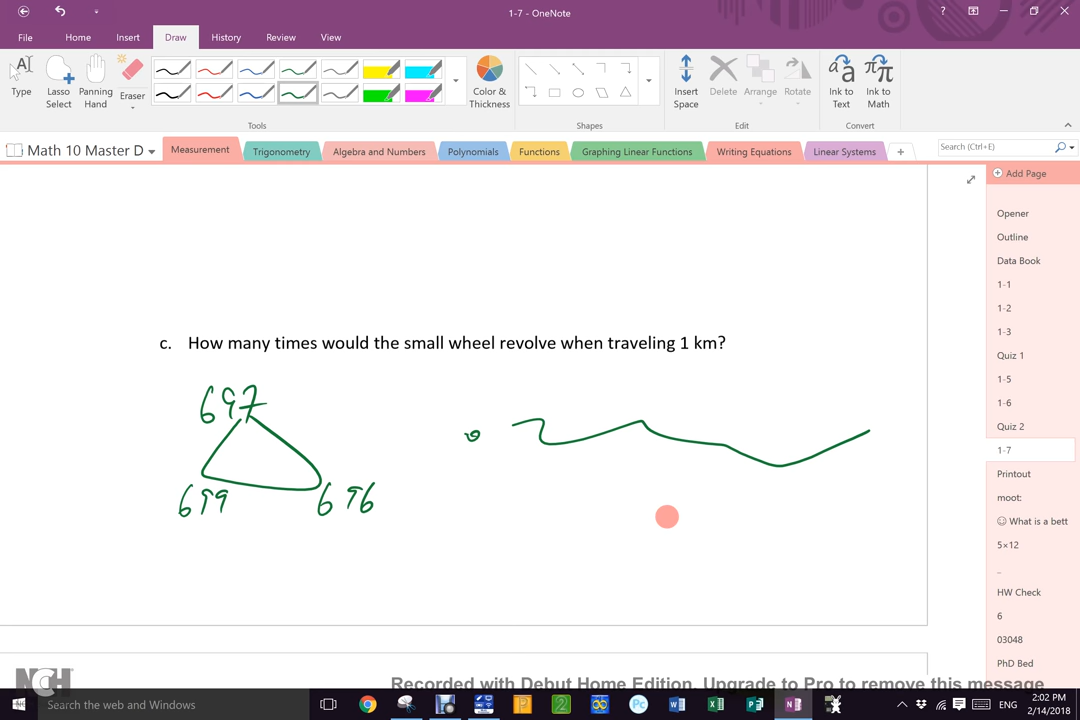 1-7 - OneNote
?
File Home Insert Draw History Review View
Type Lasso Select Panning Hand Eraser Color & Thickness Insert Space Delete Arrange Rotate Ink to Text Ink to Math
Tools Shapes Edit Convert
Math 10 Master D Measurement Trigonometry Algebra and Numbers Polynomials Functions Graphing Linear Functions Writing Equations Linear Systems + Search (Ctrl+E)
Add Page
Opener
Outline
Data Book
1-1
1-2
1-3
Quiz 1
1-5
1-6
Quiz 2
1-7
Printout
moot:
☺ What is a bett
5×12
..
HW Check
6
03048
PhD Bed
c. How many times would the small wheel revolve when traveling 1 km?
697
699
696
NCH
Recorded with Debut Home Edition. Upgrade to Pro to remove this message
Search the web and Windows
ENG
2:02 PM
2/14/2018